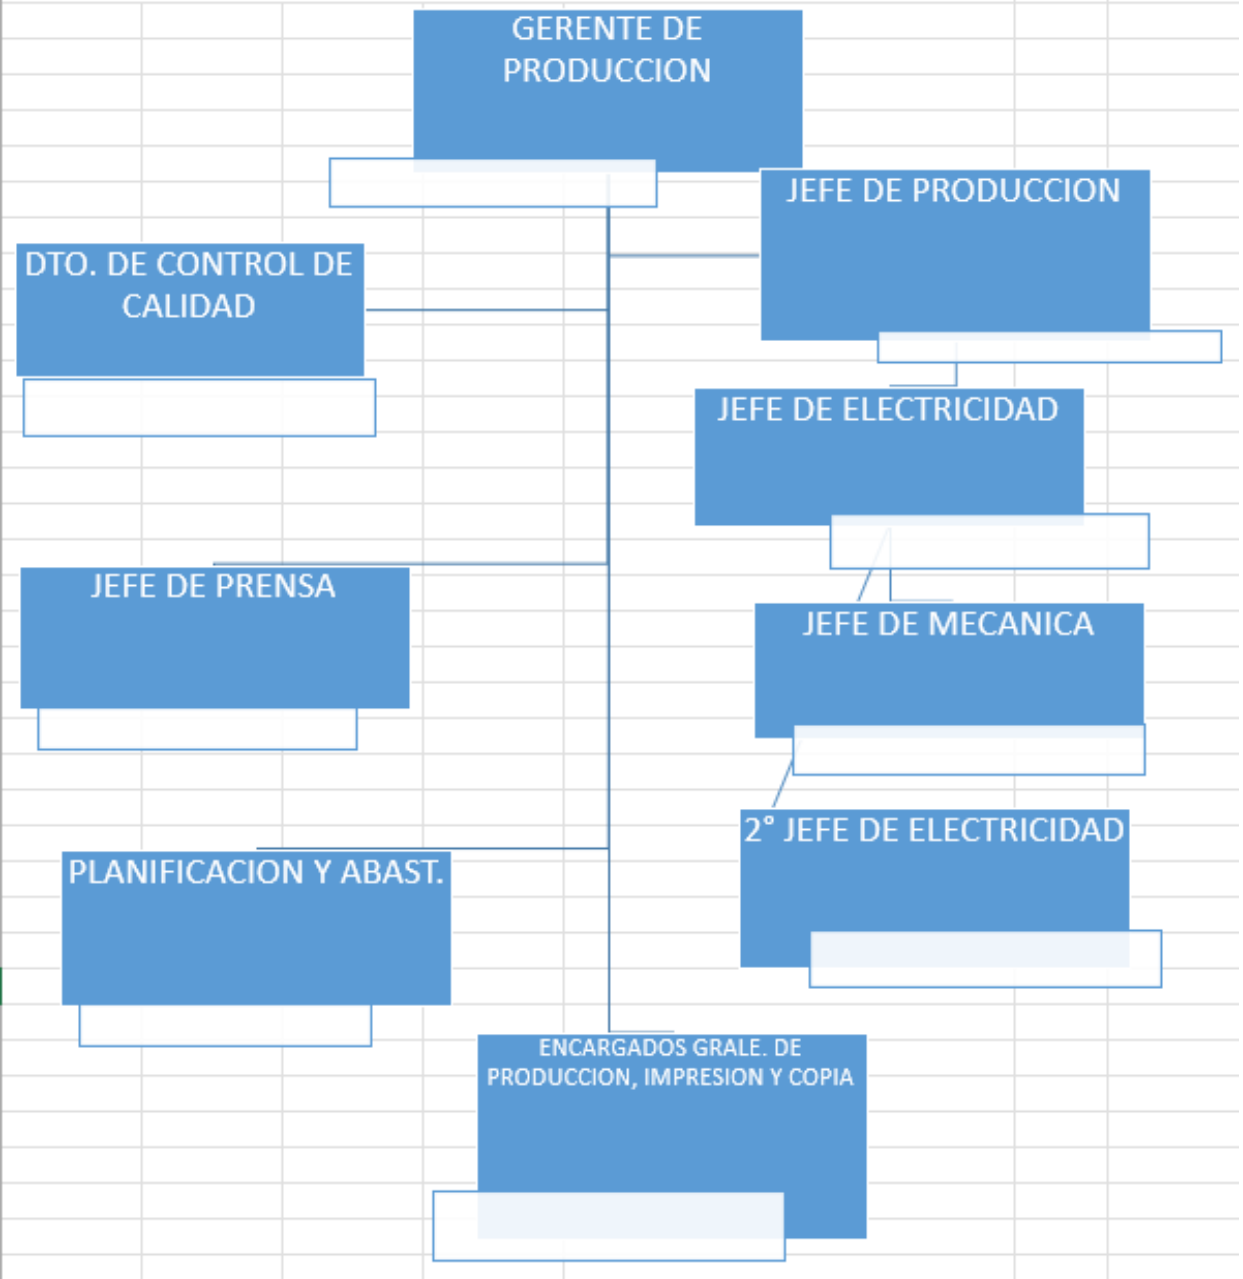 GERENTE DE
PRODUCCION
JEFE DE PRODUCCION
DTO. DE CONTROL DE
CALIDAD
JEFE DE ELECTRICIDAD
JEFE DE PRENSA
JEFE DE MECANICA
2° JEFE DE ELECTRICIDAD
PLANIFICACION Y ABAST.
ENCARGADOS GRALE. DE
PRODUCCION, IMPRESION Y COPIA